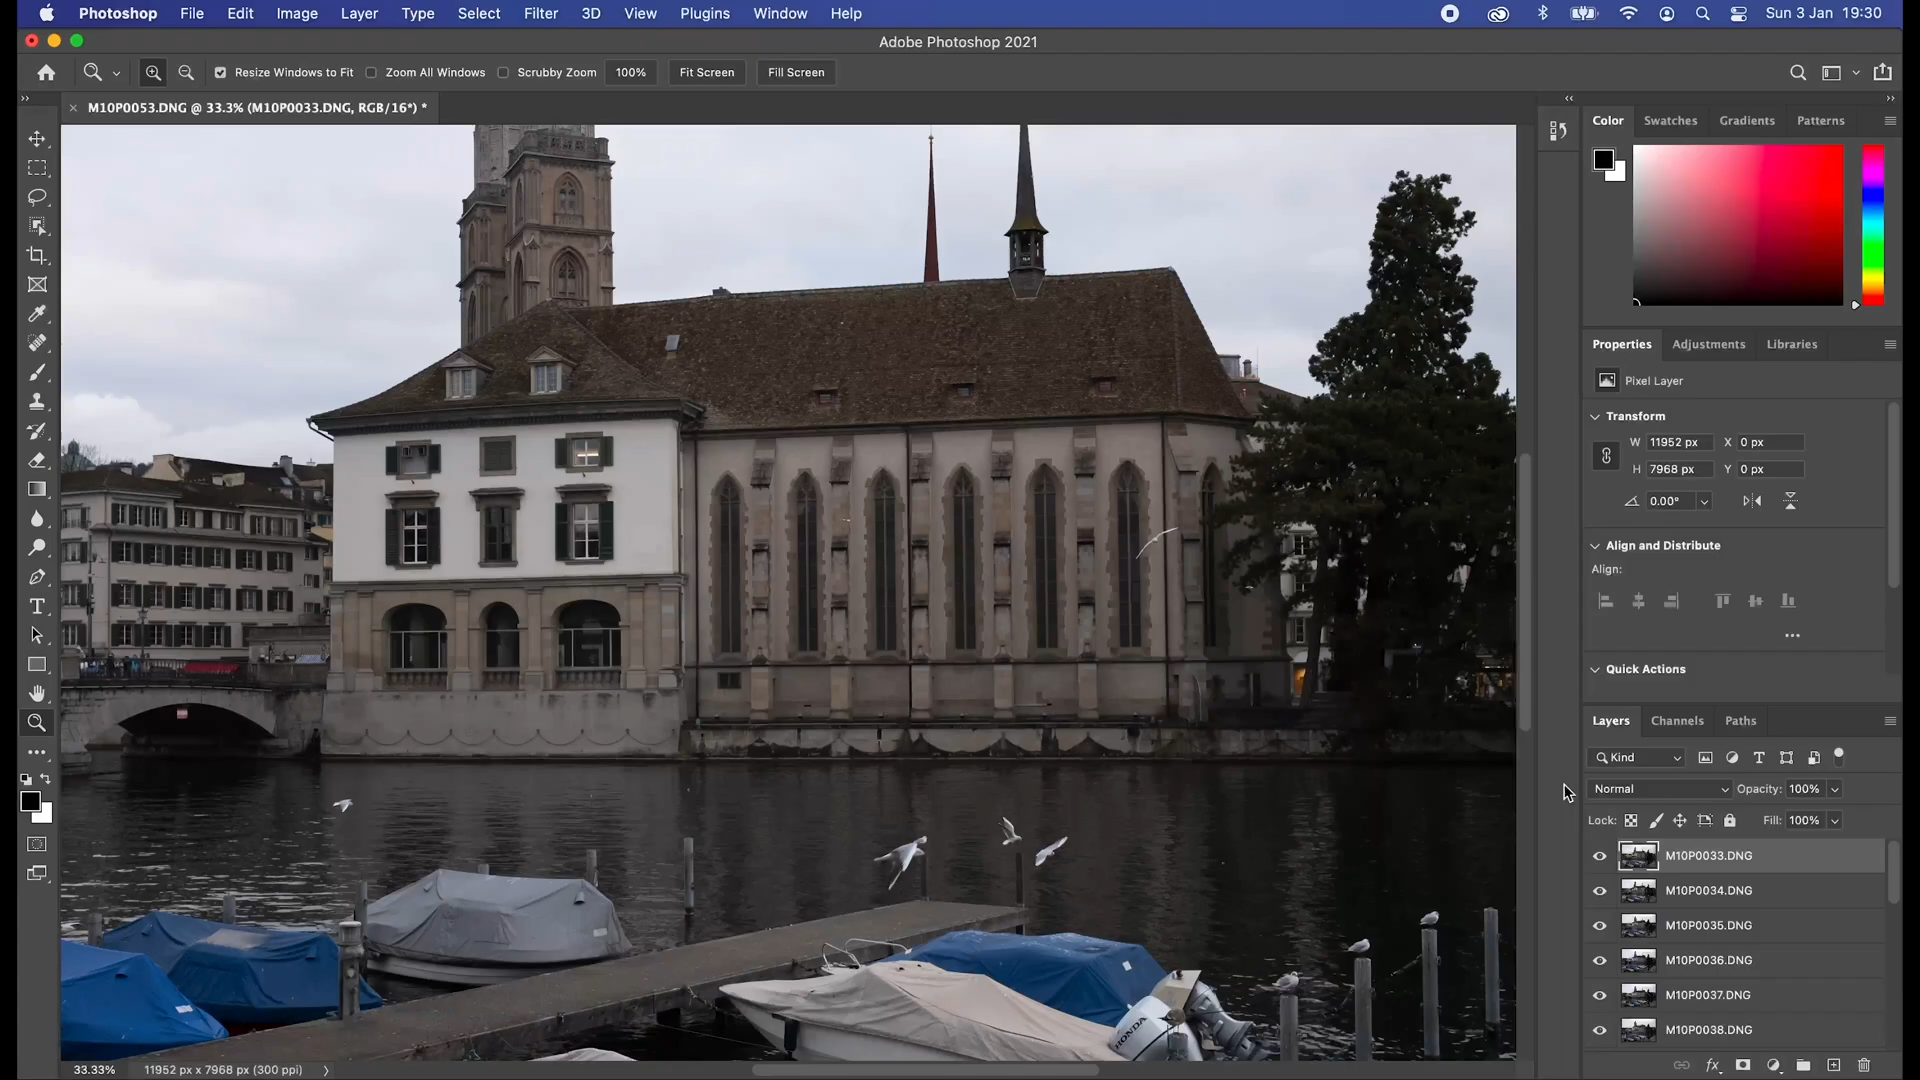 Photoshop File Edit Image Layer Type Select Filter 3D View Plugins Window Help Sun 3 Jan 19:30
Adobe Photoshop 2021
Resize Windows to Fit Zoom All Windows Scrubby Zoom 100% Fit Screen Fill Screen
M10P0053.DNG @ 33.3% (M10P0033.DNG, RGB/16*) *
Color Swatches Gradients Patterns
Properties Adjustments Libraries
Pixel Layer
Transform
W 11952 px X 0 px
H 7968 px Y 0 px
0.00°
Align and Distribute
Align:
Quick Actions
Layers Channels Paths
Kind
Normal Opacity: 100%
Lock: Fill: 100%
M10P0033.DNG
M10P0034.DNG
M10P0035.DNG
M10P0036.DNG
M10P0037.DNG
M10P0038.DNG
HONDA
33.33% 11952 px x 7968 px (300 ppi)